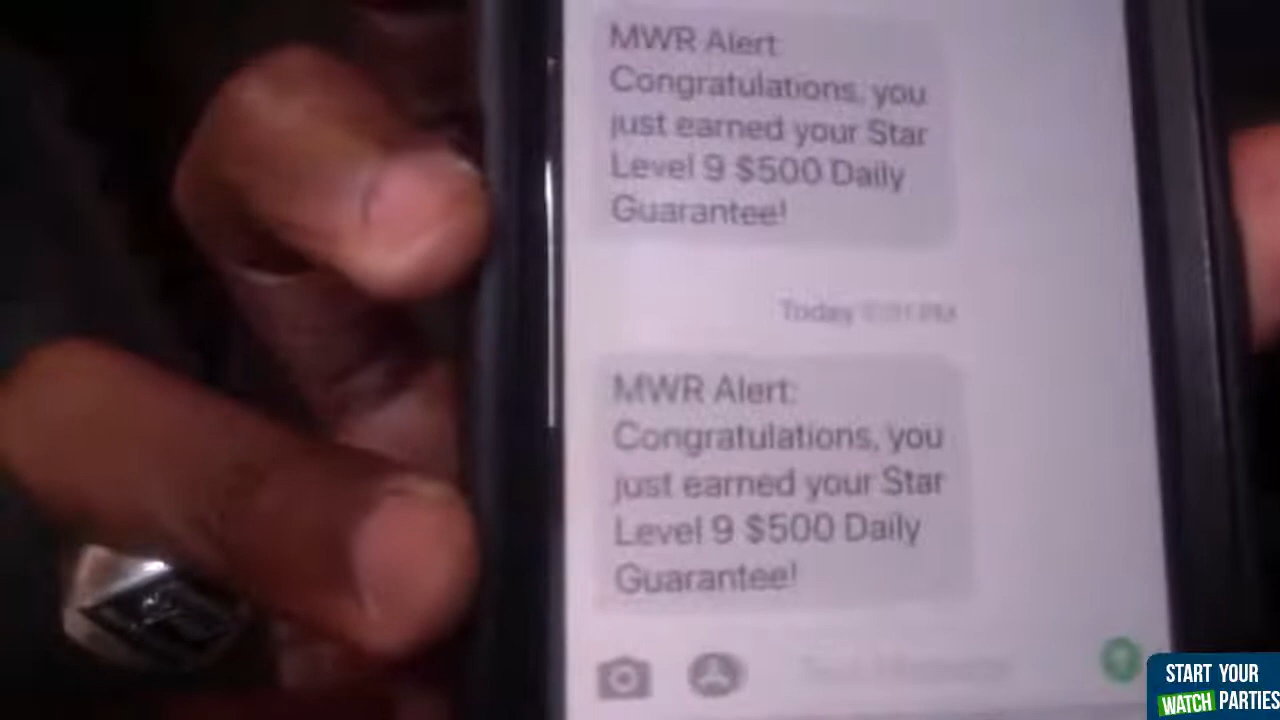 MWR Alert:
Congratulations, you
just earned your Star
Level 9 $500 Daily
Guarantee!
Today PM
MWR Alert:
Congratulations, you
just earned your Star
Level 9 $500 Daily
Guarantee!
START YOUR
WATCH PARTIES